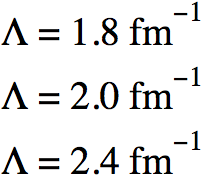 Λ = 1.8 fm⁻¹
Λ = 2.0 fm⁻¹
Λ = 2.4 fm⁻¹